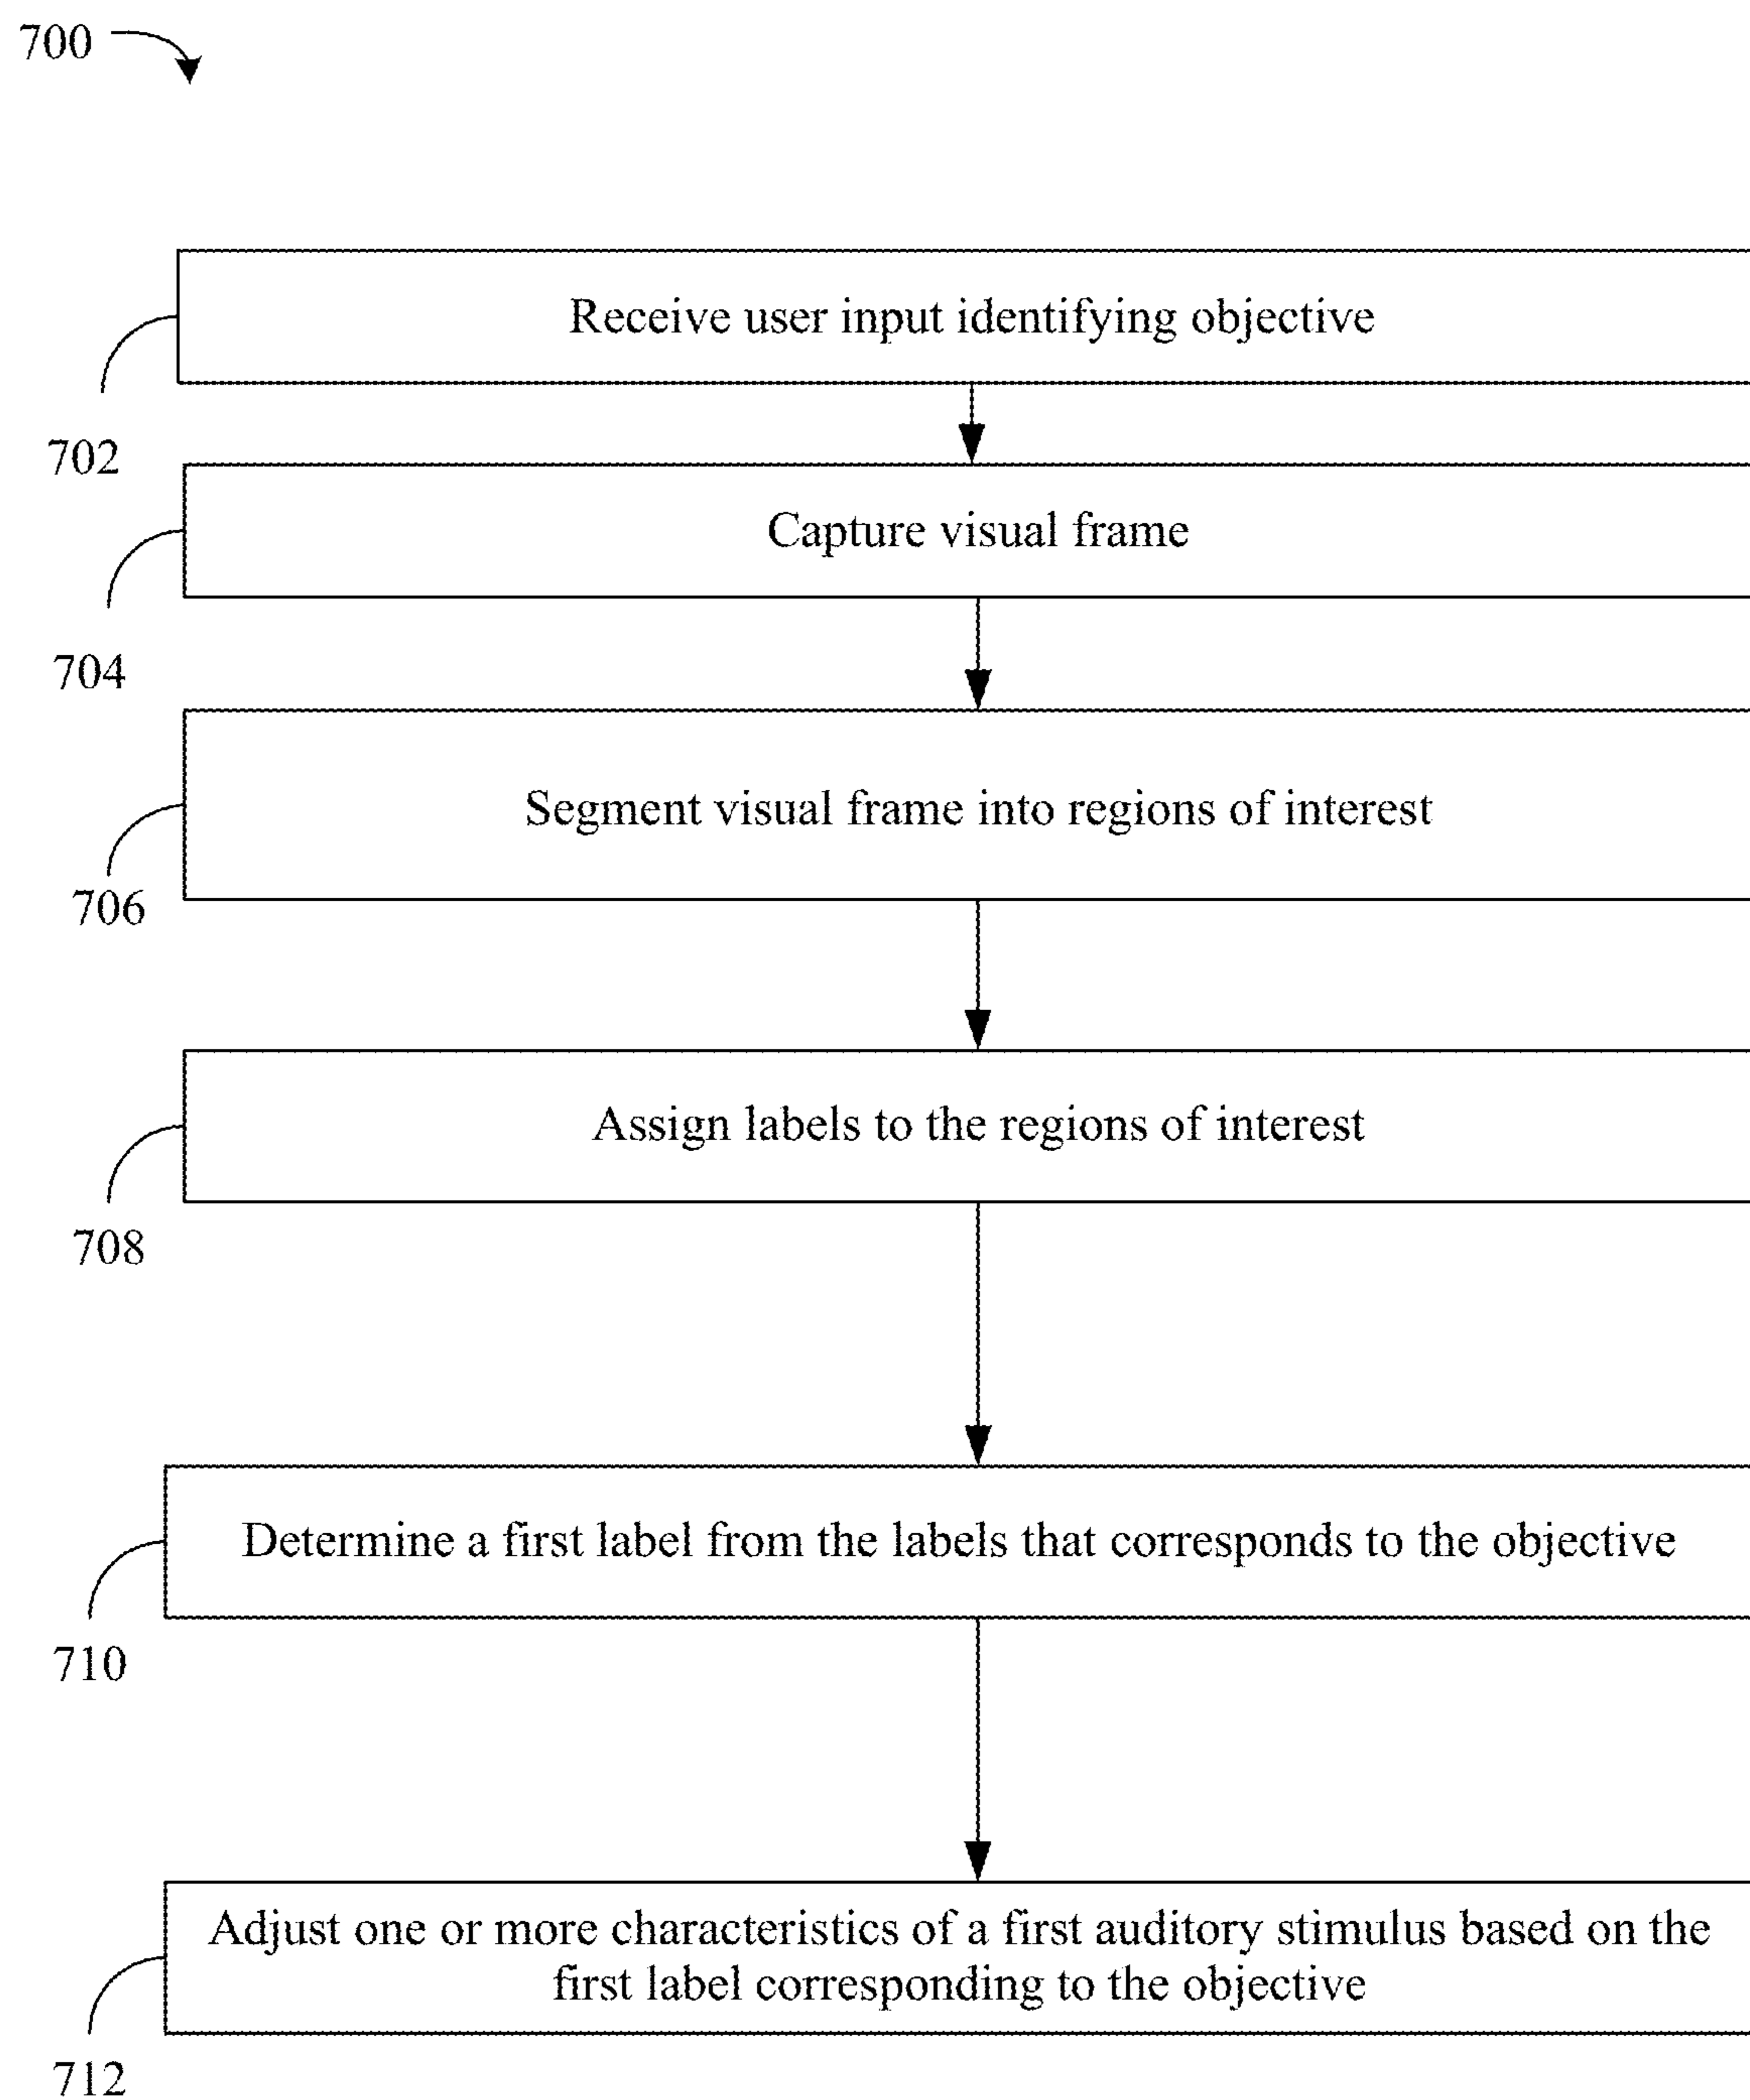 700
Receive user input identifying objective
702
Capture visual frame
704
Segment visual frame into regions of interest
706
Assign labels to the regions of interest
708
Determine a first label from the labels that corresponds to the objective
710
Adjust one or more characteristics of a first auditory stimulus based on the
first label corresponding to the objective
712